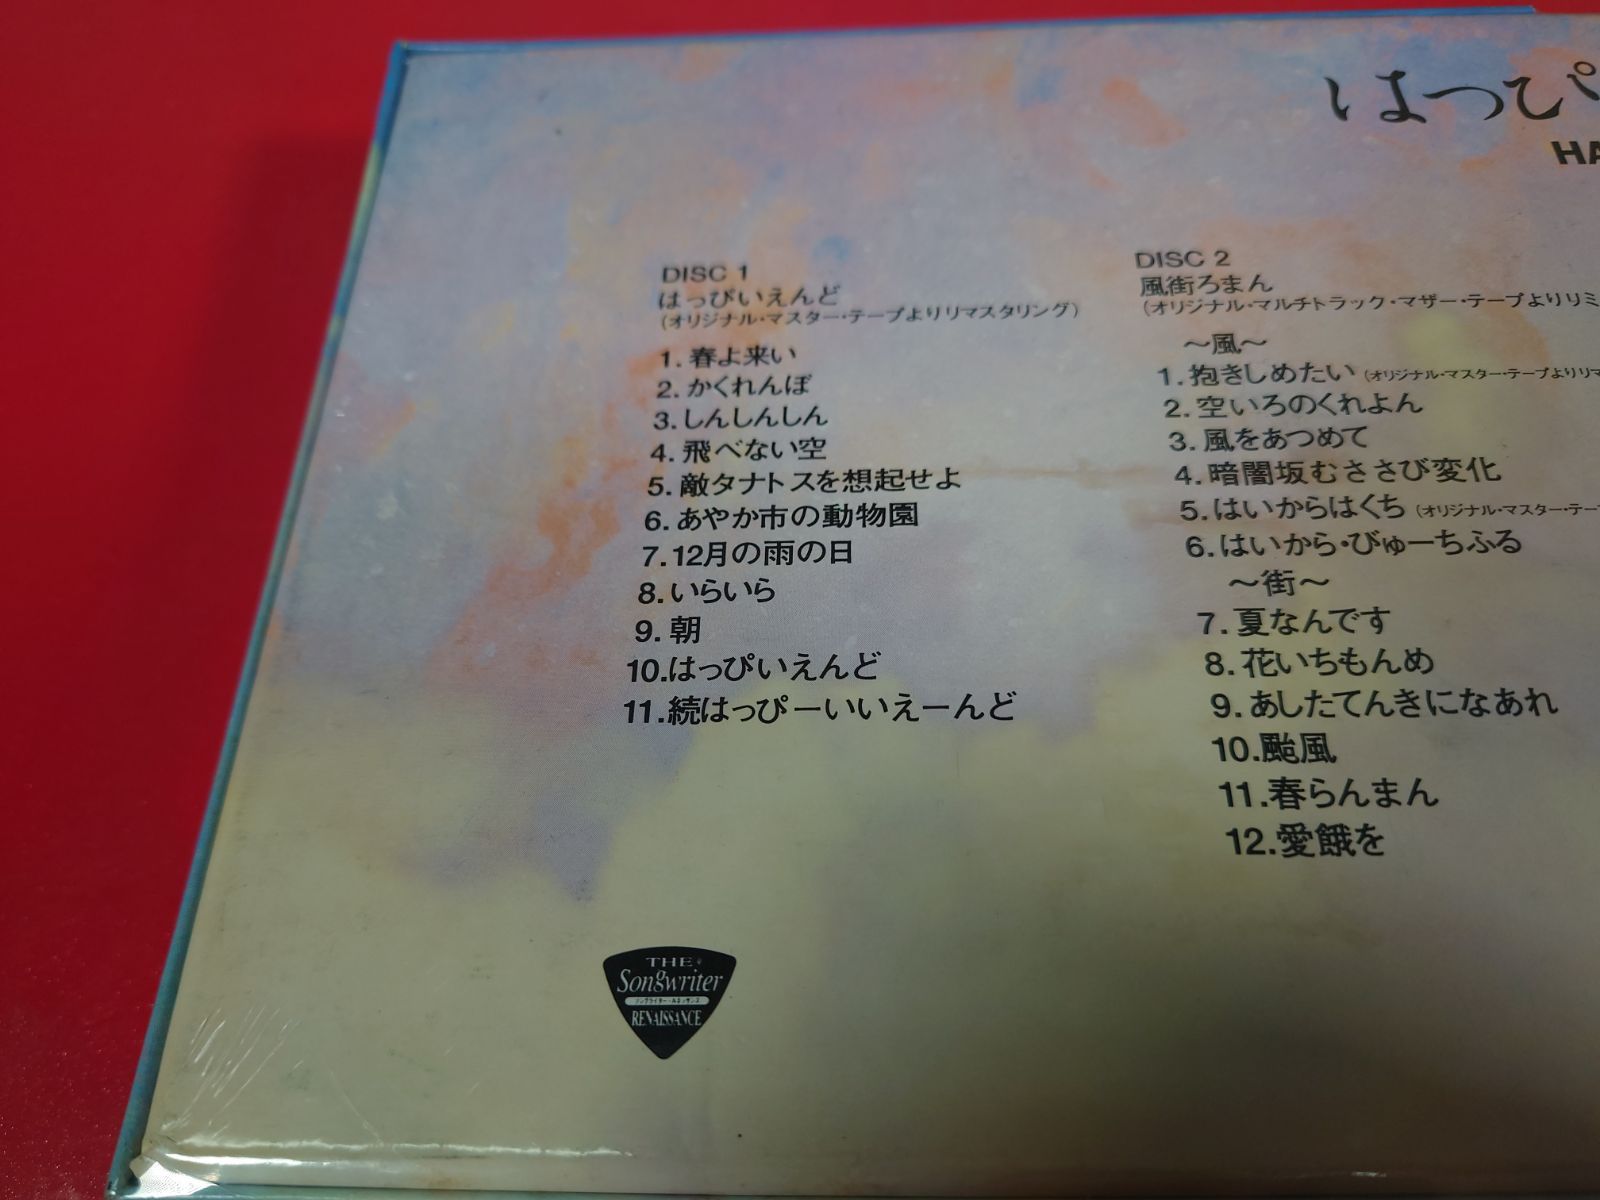 はっぴ
HA
DISC 1
はっぴいえんど
(オリジナル・マスター・テープよりリマスタリング)
1.春よ来い
2.かくれんぼ
3.しんしんしん
4.飛べない空
5.敵タナトスを想起せよ
6.あやか市の動物園
7.12月の雨の日
8.いらいら
9.朝
10.はっぴいえんど
11.続はっぴーいいえーんど
DISC 2
風街ろまん
(オリジナル・マルチトラック・マザー・テープよりリミ
〜風〜
1.抱きしめたい(オリジナル・マスター・テープよりリマ
2.空いろのくれよん
3.風をあつめて
4.暗闇坂むささび変化
5.はいからはくち(オリジナル・マスター・テー
6.はいから・びゅーちふる
〜街〜
7.夏なんです
8.花いちもんめ
9.あしたてんきになあれ
10.颱風
11.春らんまん
12.愛餓を
THE
Songwriter
ソングライター・ルネッサンス
RENAISSANCE